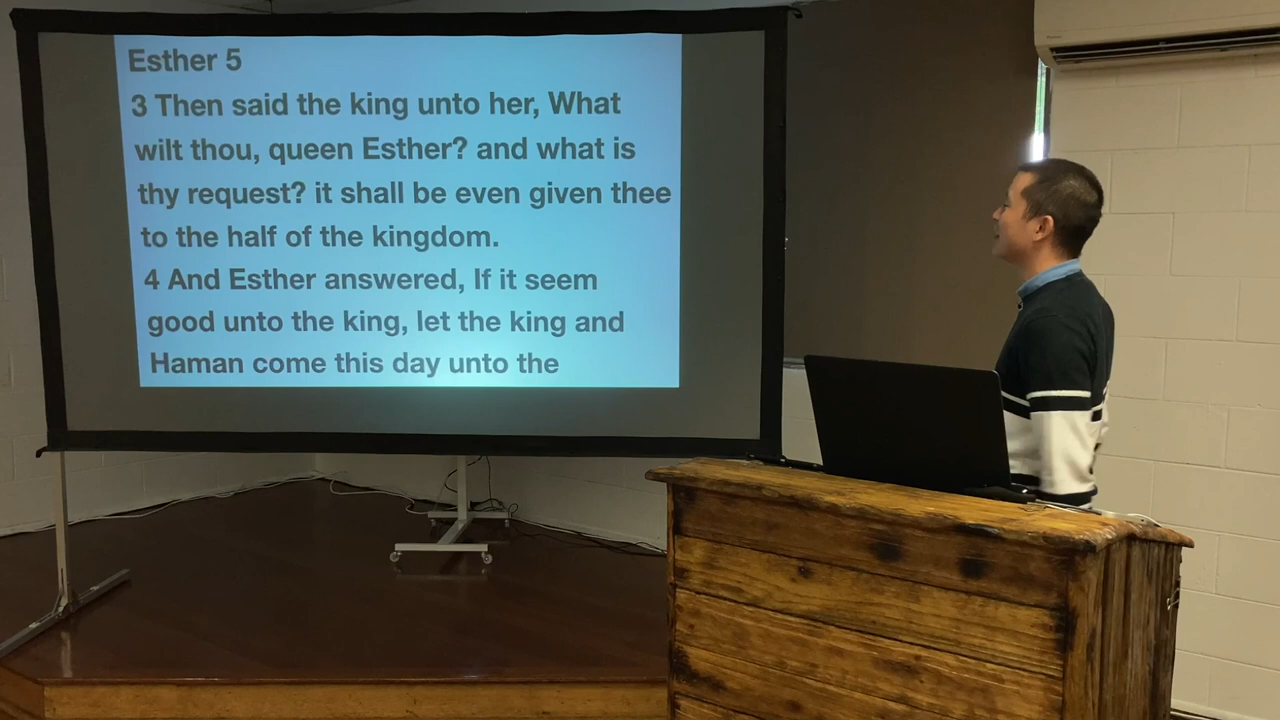 Esther 5
3 Then said the king unto her, What
wilt thou, queen Esther? and what is
thy request? it shall be even given thee
to the half of the kingdom.
4 And Esther answered, If it seem
good unto the king, let the king and
Haman come this day unto the